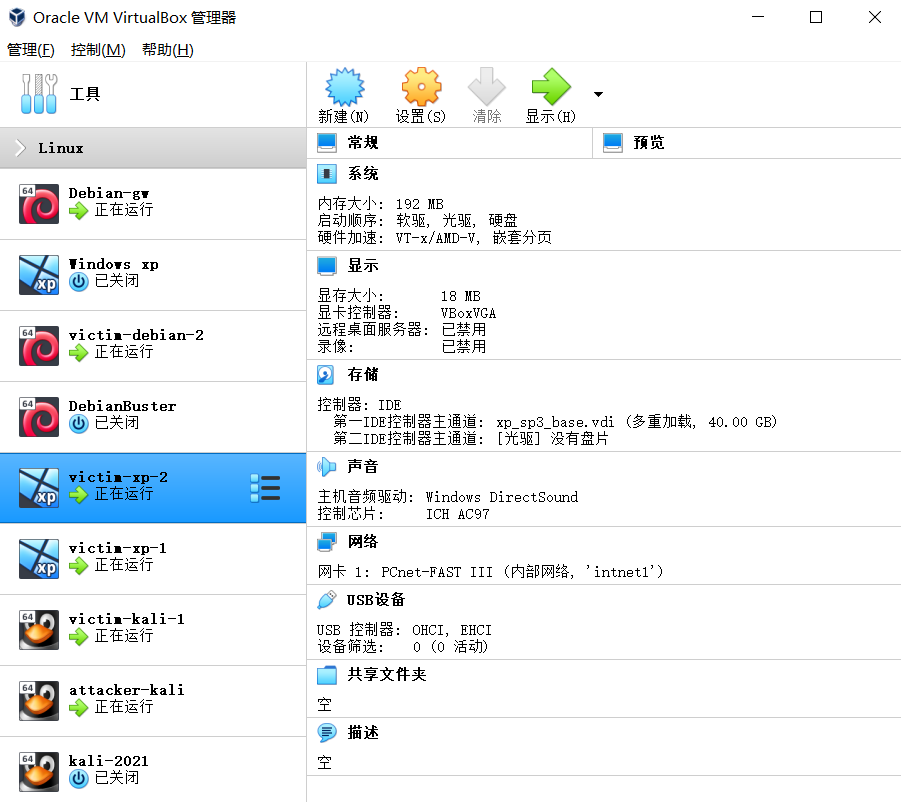 Oracle VM VirtualBox 管理器
管理(F) 控制(M) 帮助(H)
工具
新建(N) 设置(S) 清除 显示(H)
Linux
64 Debian-gw
正在运行
xp Windows xp
已关闭
64 victim-debian-2
正在运行
64 DebianBuster
已关闭
xp victim-xp-2
正在运行
xp victim-xp-1
正在运行
64 victim-kali-1
正在运行
64 attacker-kali
正在运行
64 kali-2021
已关闭
常规
预览
系统
内存大小: 192 MB
启动顺序: 软驱, 光驱, 硬盘
硬件加速: VT-x/AMD-V, 嵌套分页
显示
显存大小: 18 MB
显卡控制器: VBoxVGA
远程桌面服务器: 已禁用
录像: 已禁用
存储
控制器: IDE
第一IDE控制器主通道: xp_sp3_base.vdi (多重加载, 40.00 GB)
第二IDE控制器主通道: [光驱] 没有盘片
声音
主机音频驱动: Windows DirectSound
控制芯片: ICH AC97
网络
网卡 1: PCnet-FAST III (内部网络, 'intnet1')
USB设备
USB 控制器: OHCI, EHCI
设备筛选: 0 (0 活动)
共享文件夹
空
描述
空